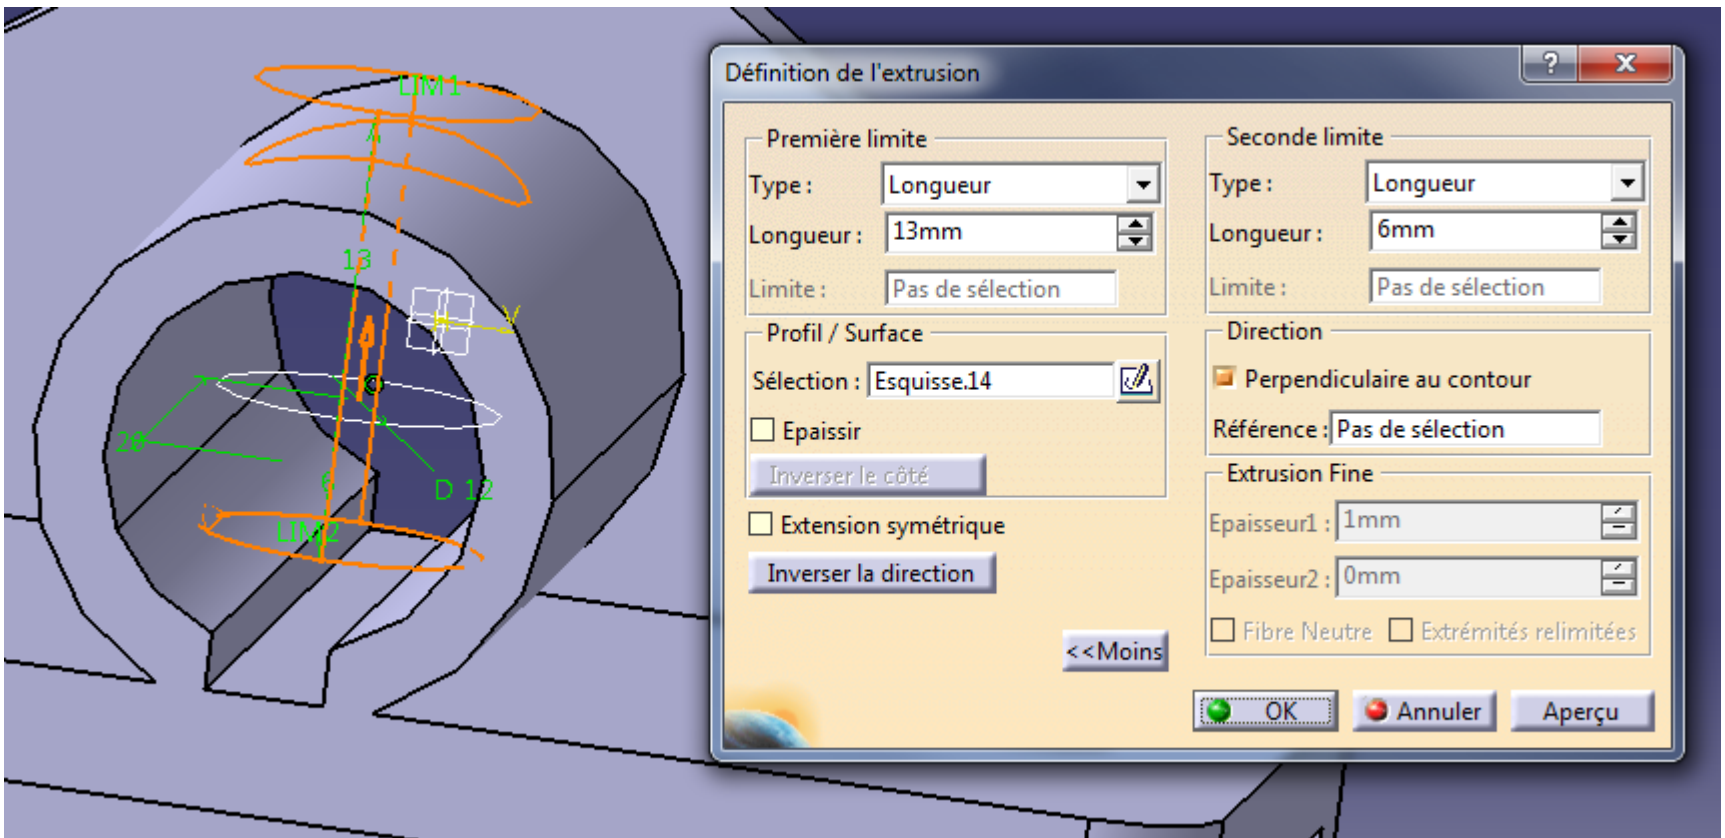 LIM1
13
V
20
6
D 12
LIM2
Définition de l'extrusion
?
X
Première limite
Type :
Longueur
Longueur :
13mm
Limite :
Pas de sélection
Profil / Surface
Sélection :
Esquisse.14
Epaissir
Inverser le côté
Extension symétrique
Inverser la direction
<<Moins
Seconde limite
Type :
Longueur
Longueur :
6mm
Limite :
Pas de sélection
Direction
Perpendiculaire au contour
Référence :
Pas de sélection
Extrusion Fine
Epaisseur1 :
1mm
Epaisseur2 :
0mm
Fibre Neutre
Extrémités relimitées
OK
Annuler
Aperçu